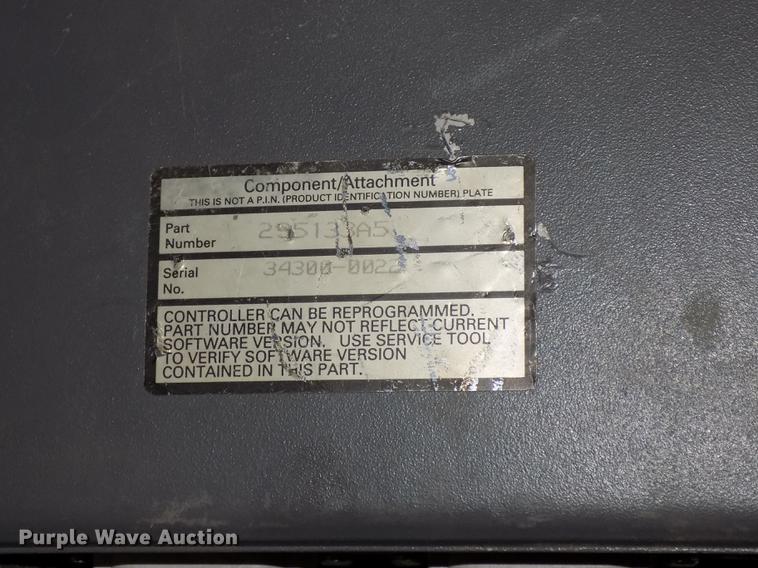 Component/Attachment
THIS IS NOT A P.I.N. (PRODUCT IDENTIFICATION NUMBER) PLATE
Part
Number
Serial 34300-0022
No.
CONTROLLER CAN BE REPROGRAMMED.
PART NUMBER MAY NOT REFLECT CURRENT
SOFTWARE VERSION. USE SERVICE TOOL
TO VERIFY SOFTWARE VERSION
CONTAINED IN THIS PART.
Purple Wave Auction